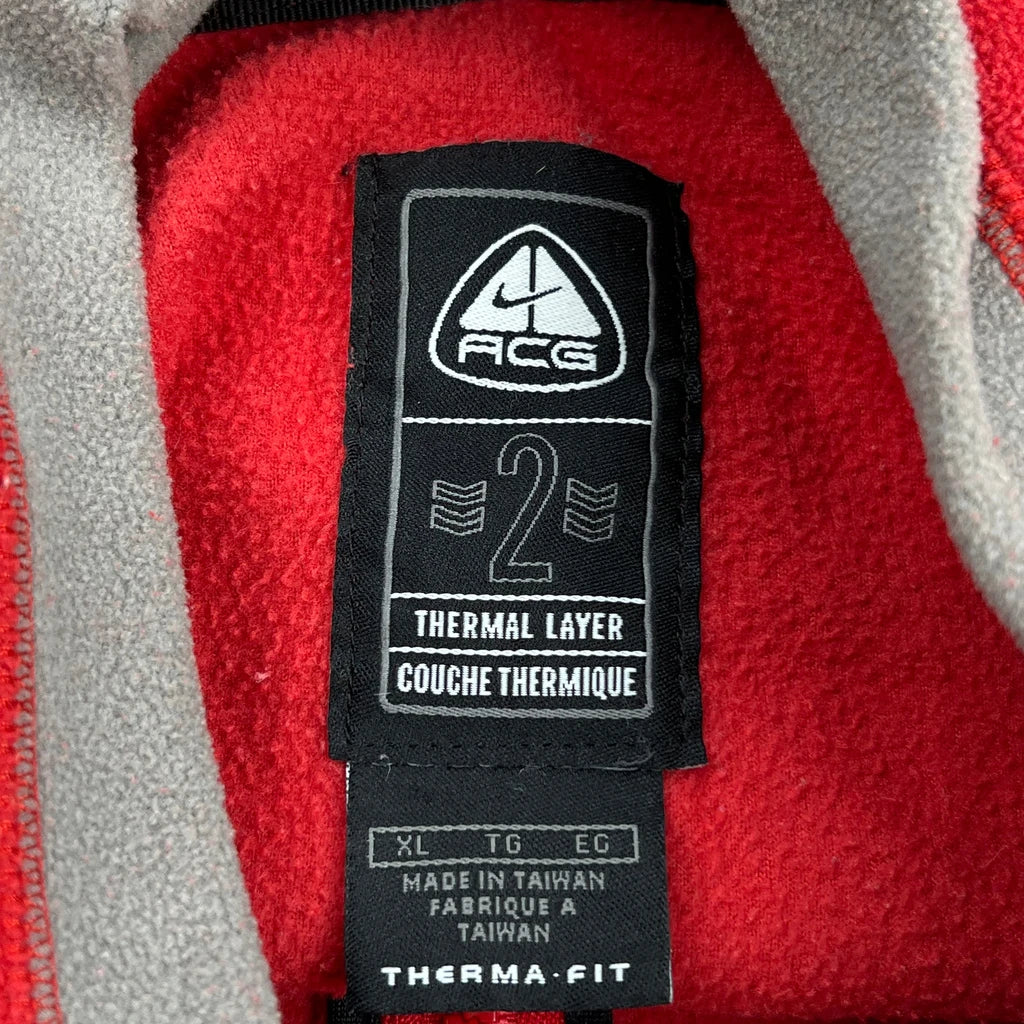 ACG
2
THERMAL LAYER
COUCHE THERMIQUE
XL TG EG
MADE IN TAIWAN
FABRIQUE A
TAIWAN
THERMA·FIT